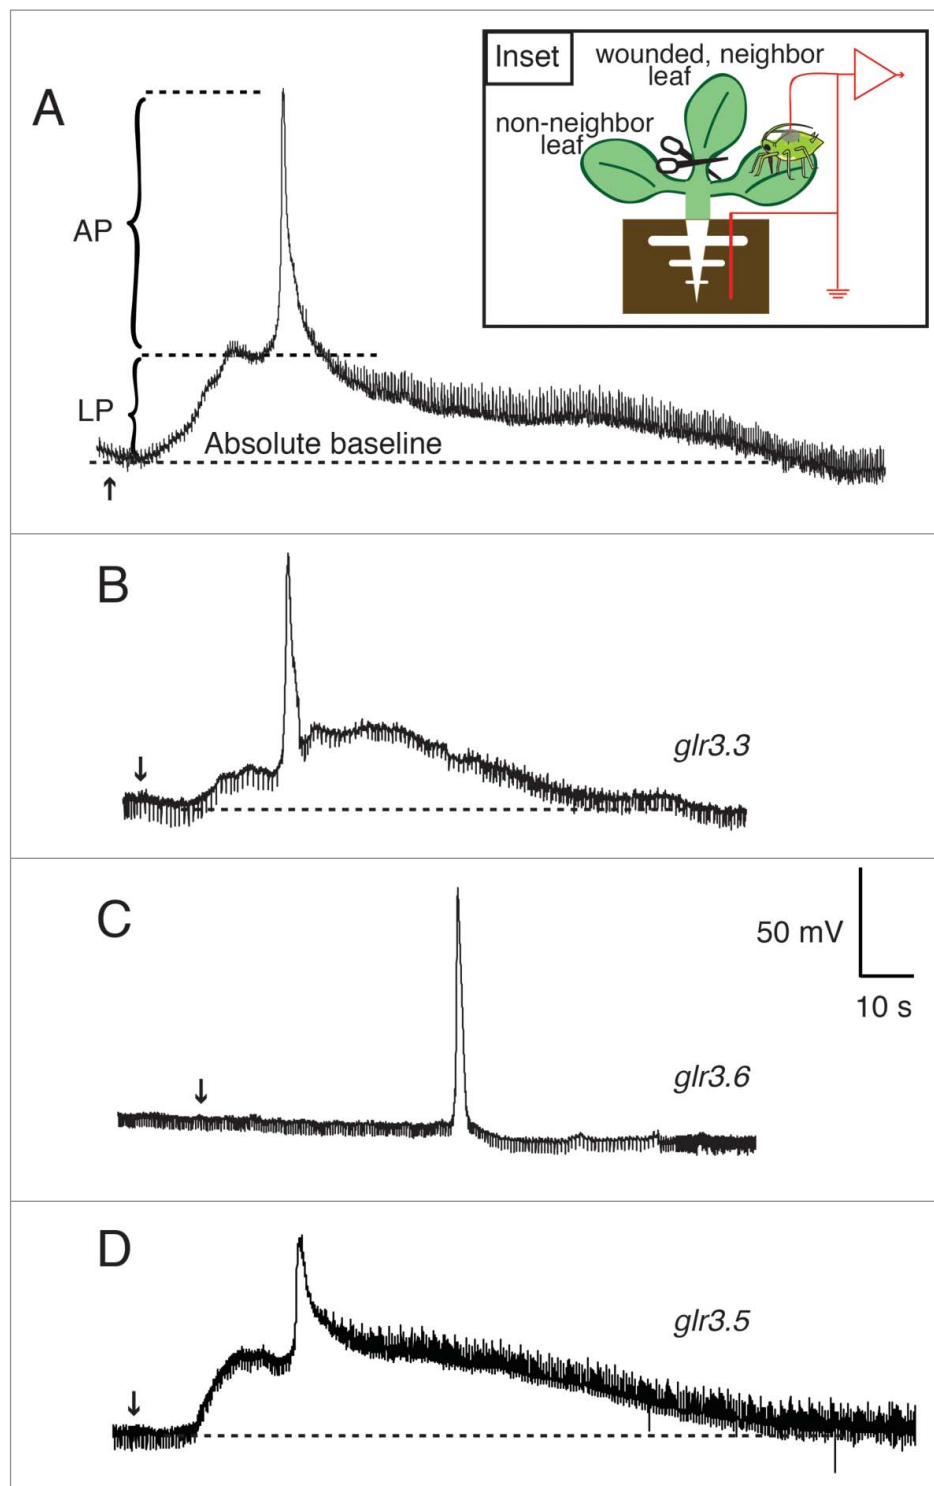 A
Inset
wounded, neighbor
leaf
non-neighbor
leaf
AP
LP
Absolute baseline
B
glr3.3
C
50 mV
10 s
glr3.6
D
glr3.5